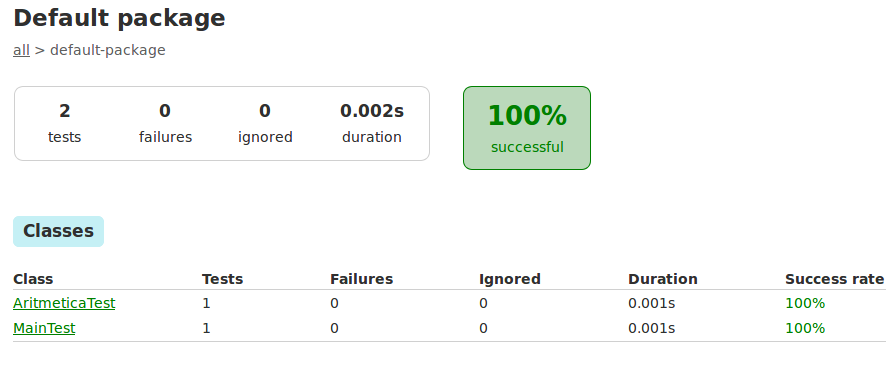 Default package
all > default-package
2 0 0 0.002s
tests failures ignored duration
100%
successful
Classes
Class Tests Failures Ignored Duration Success rate
AritmeticaTest 1 0 0 0.001s 100%
MainTest 1 0 0 0.001s 100%